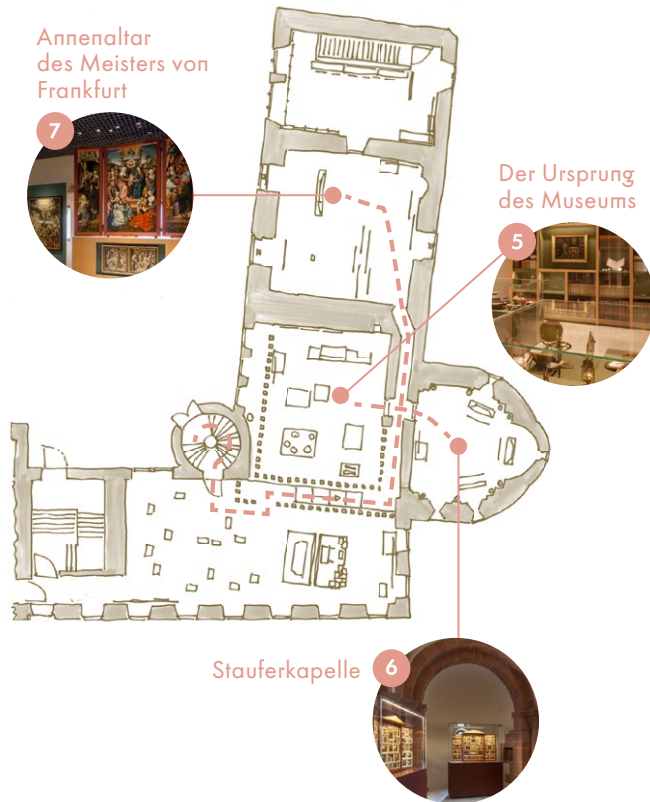 Annenaltar
des Meisters von
Frankfurt
7
Der Ursprung
des Museums
5
Stauferkapelle
6